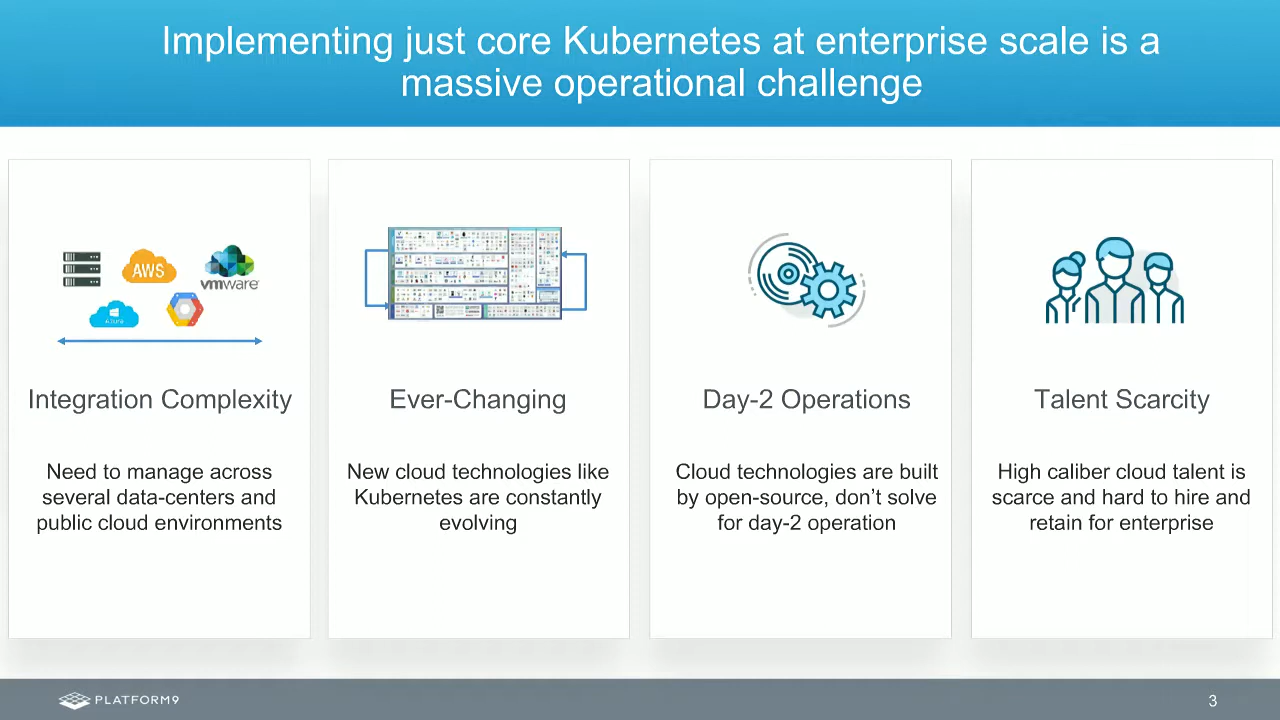 Implementing just core Kubernetes at enterprise scale is a
massive operational challenge
AWS
vmware
Azure
Integration Complexity
Need to manage across
several data-centers and
public cloud environments
Ever-Changing
New cloud technologies like
Kubernetes are constantly
evolving
Day-2 Operations
Cloud technologies are built
by open-source, don’t solve
for day-2 operation
Talent Scarcity
High caliber cloud talent is
scarce and hard to hire and
retain for enterprise
PLATFORM9
3